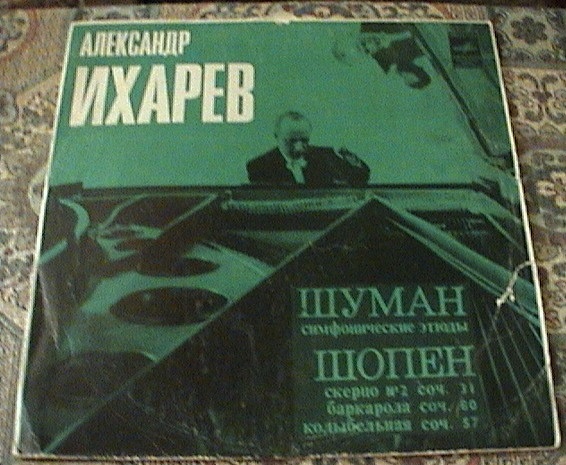 АЛЕКСАНДР
ИХАРЕВ
ШУМАН
симфонические этюды
ШОПЕН
скерцо №2 соч. 31
баркарола соч. 60
колыбельная соч. 57